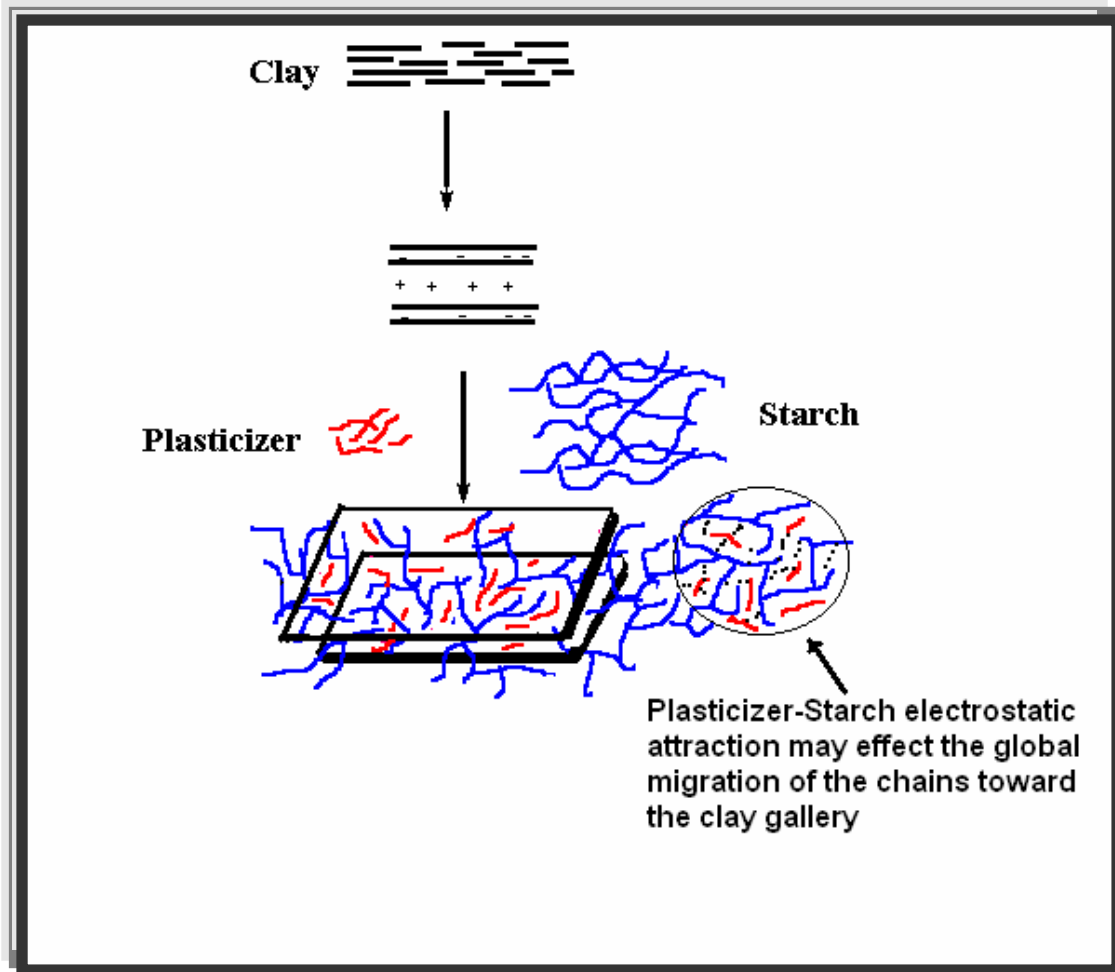 Clay
- - - -
+ + + +
- - - -
Plasticizer
Starch
Plasticizer-Starch electrostatic
attraction may effect the global
migration of the chains toward
the clay gallery